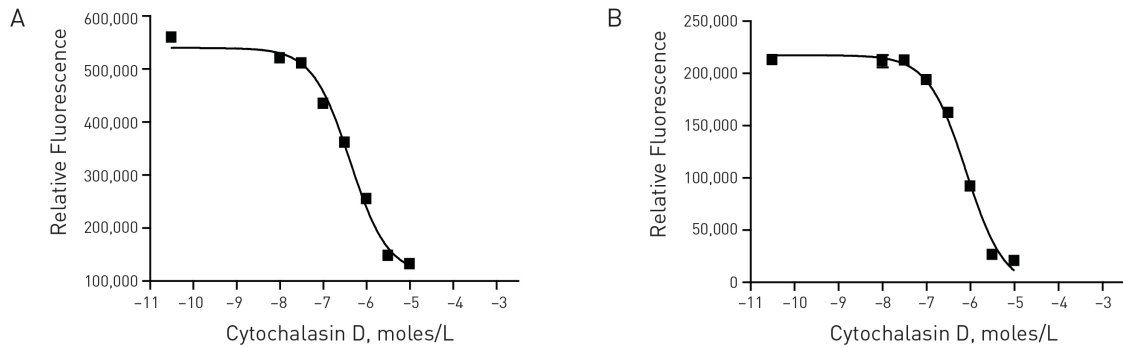 A
Relative Fluorescence
600,000
500,000
400,000
300,000
200,000
100,000
−11 −10 −9 −8 −7 −6 −5 −4 −3
Cytochalasin D, moles/L
B
Relative Fluorescence
250,000
200,000
150,000
100,000
50,000
0
−11 −10 −9 −8 −7 −6 −5 −4 −3
Cytochalasin D, moles/L